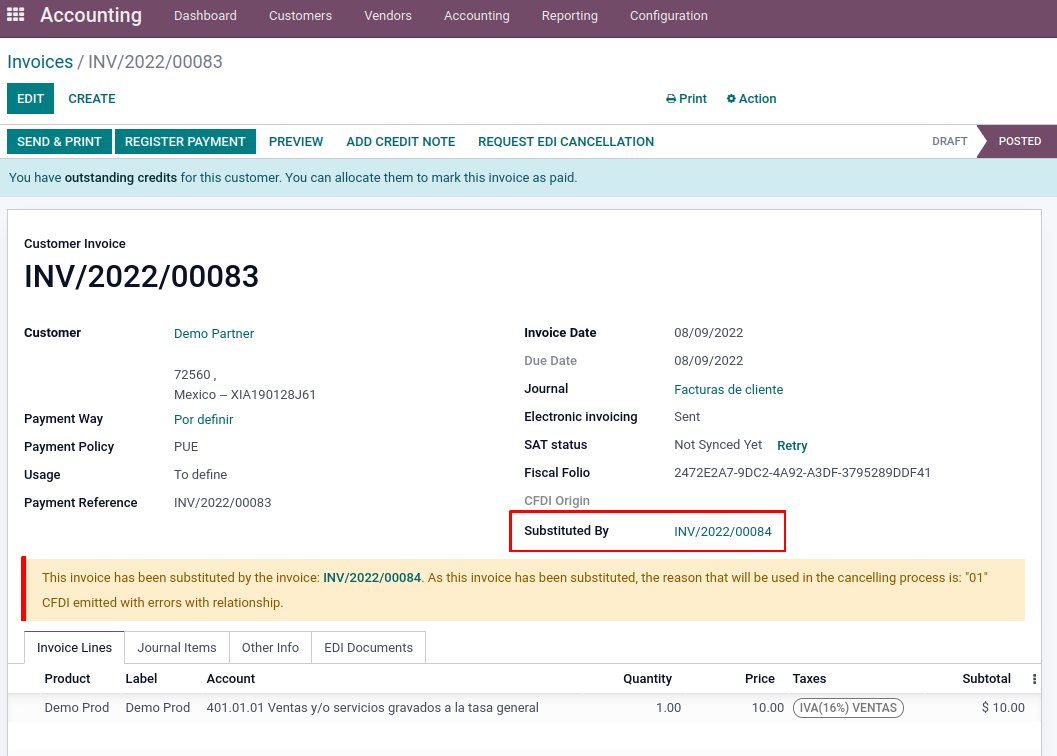 Accounting Dashboard Customers Vendors Accounting Reporting Configuration
Invoices / INV/2022/00083
EDIT CREATE Print Action
SEND & PRINT REGISTER PAYMENT PREVIEW ADD CREDIT NOTE REQUEST EDI CANCELLATION DRAFT POSTED
You have outstanding credits for this customer. You can allocate them to mark this invoice as paid.
Customer Invoice
INV/2022/00083
Customer Demo Partner Invoice Date 08/09/2022
Due Date 08/09/2022
72560 ,
Mexico – XIA190128J61 Journal Facturas de cliente
Payment Way Por definir Electronic invoicing Sent
Payment Policy PUE SAT status Not Synced Yet Retry
Usage To define Fiscal Folio 2472E2A7-9DC2-4A92-A3DF-3795289DDF41
Payment Reference INV/2022/00083 CFDI Origin
Substituted By INV/2022/00084
This invoice has been substituted by the invoice: INV/2022/00084. As this invoice has been substituted, the reason that will be used in the cancelling process is: "01"
CFDI emitted with errors with relationship.
Invoice Lines Journal Items Other Info EDI Documents
Product Label Account Quantity Price Taxes Subtotal
Demo Prod Demo Prod 401.01.01 Ventas y/o servicios gravados a la tasa general 1.00 10.00 IVA(16%) VENTAS $ 10.00